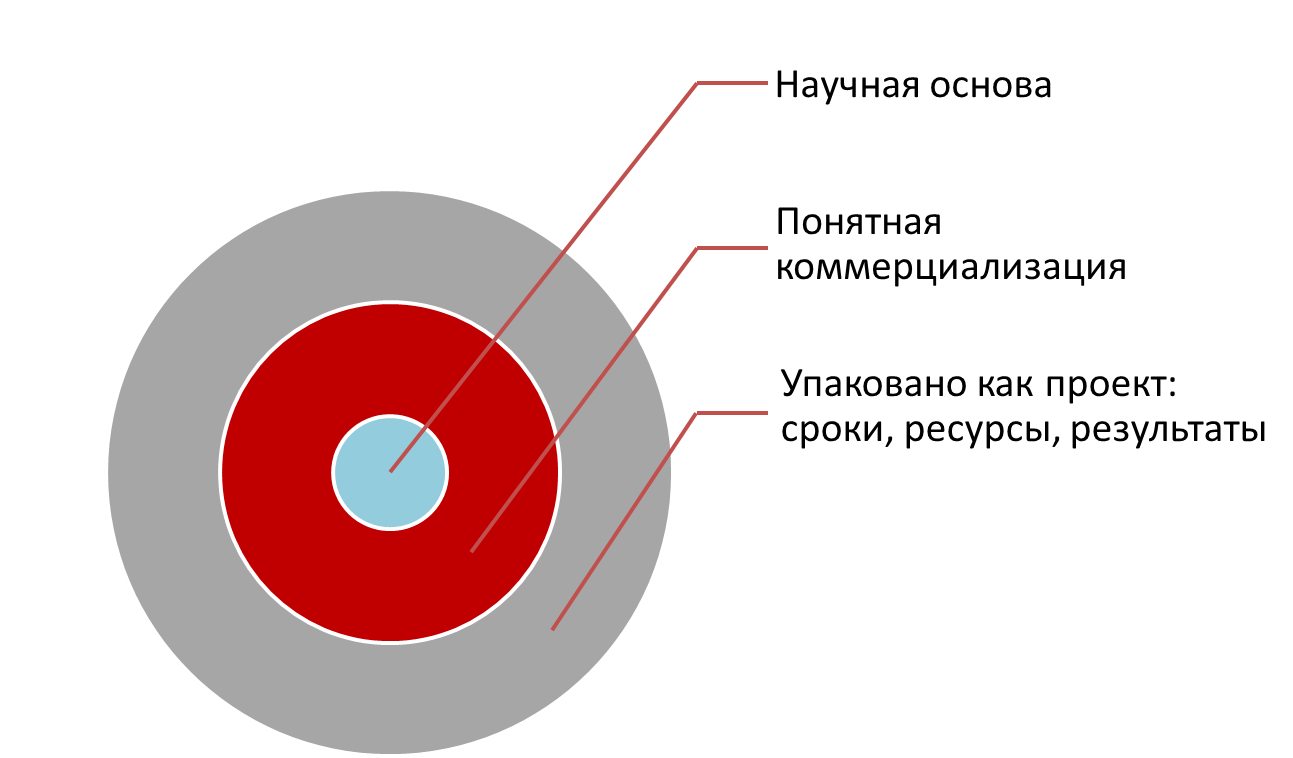 Научная основа
Понятная
коммерциализация
Упаковано как проект:
сроки, ресурсы, результаты